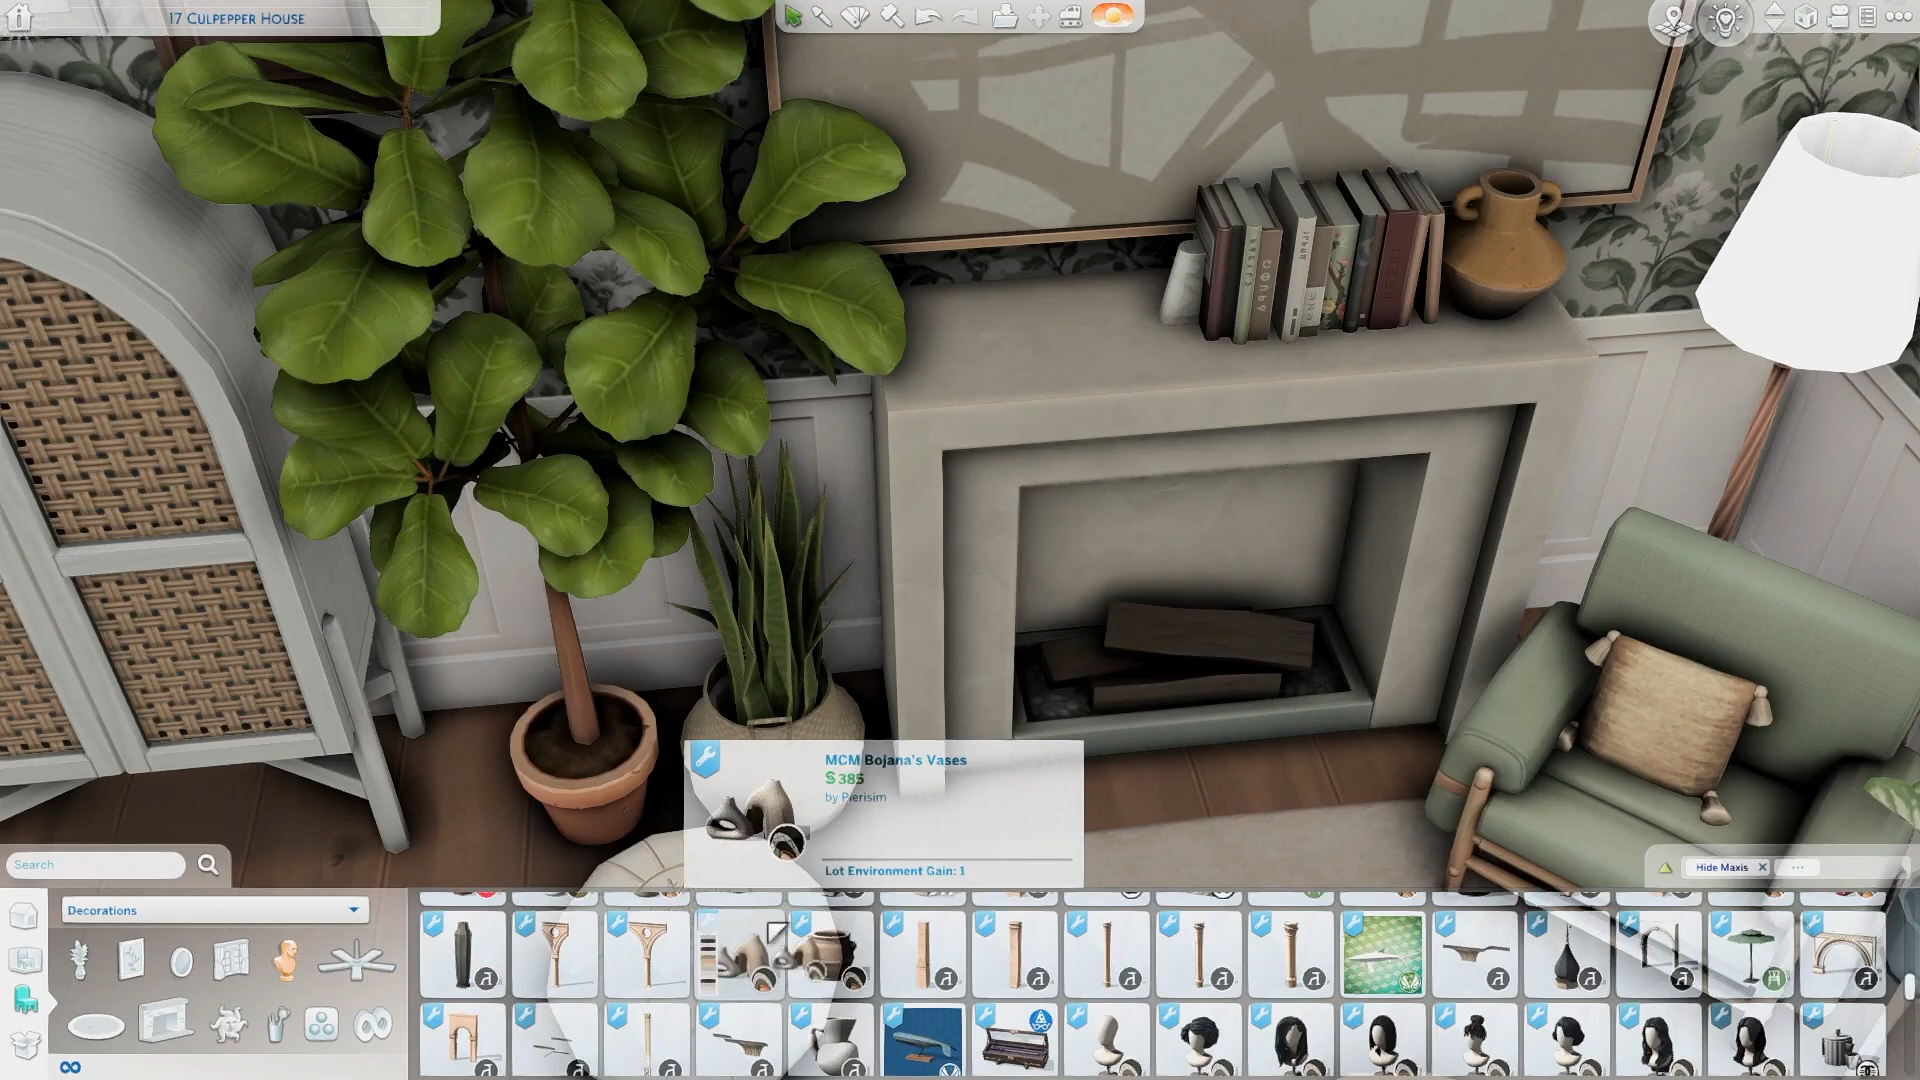 17 Culpepper House
MCM Bojana's Vases
§385
by Pierisim
Lot Environment Gain: 1
Search
Hide Maxis X
Decorations